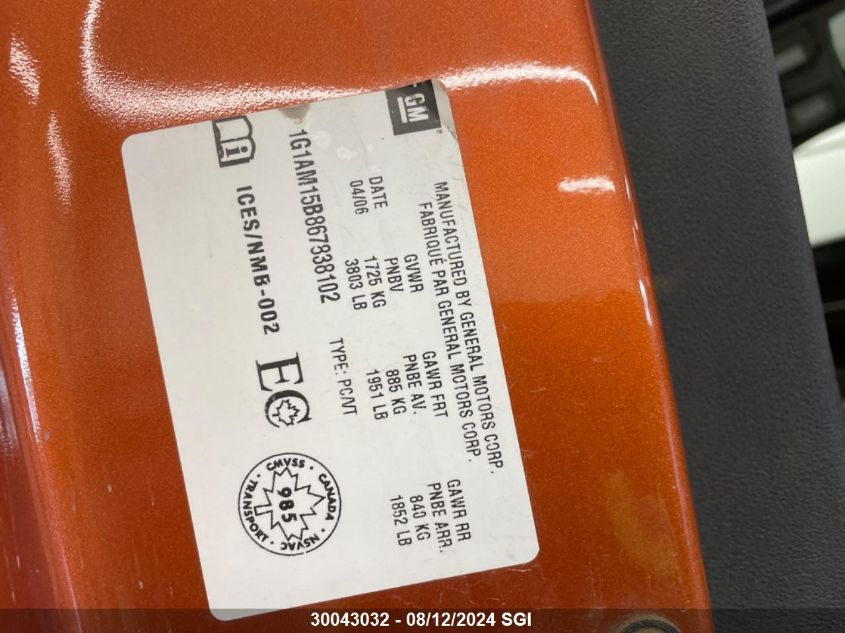 GM
MANUFACTURED BY GENERAL MOTORS CORP.
FABRIQUÉ PAR GENERAL MOTORS CORP.
DATE GVWR GAWR FRT GAWR RR
04/06 PNBV PNBE AV. PNBE ARR.
1725 KG 885 KG 840 KG
3803 LB 1951 LB 1852 LB
1G1AM15B867838102 TYPE: PC/VT
i ICES/NMB-002 EC
CMVSS • CANADA • NSVAC • TRANSPORT •
985
30043032 - 08/12/2024 SGI